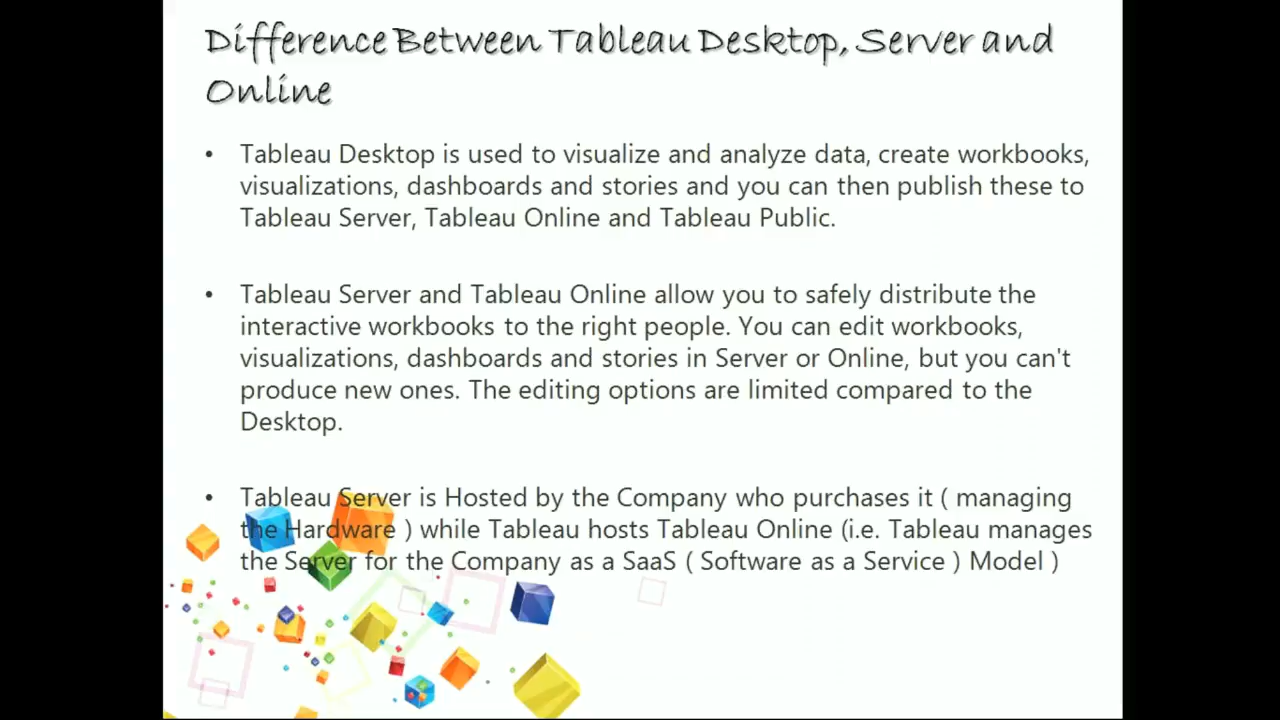 Difference Between Tableau Desktop, Server and
Online
• Tableau Desktop is used to visualize and analyze data, create workbooks,
visualizations, dashboards and stories and you can then publish these to
Tableau Server, Tableau Online and Tableau Public.
• Tableau Server and Tableau Online allow you to safely distribute the
interactive workbooks to the right people. You can edit workbooks,
visualizations, dashboards and stories in Server or Online, but you can't
produce new ones. The editing options are limited compared to the
Desktop.
• Tableau Server is Hosted by the Company who purchases it ( managing
the Hardware ) while Tableau hosts Tableau Online (i.e. Tableau manages
the Server for the Company as a SaaS ( Software as a Service ) Model )